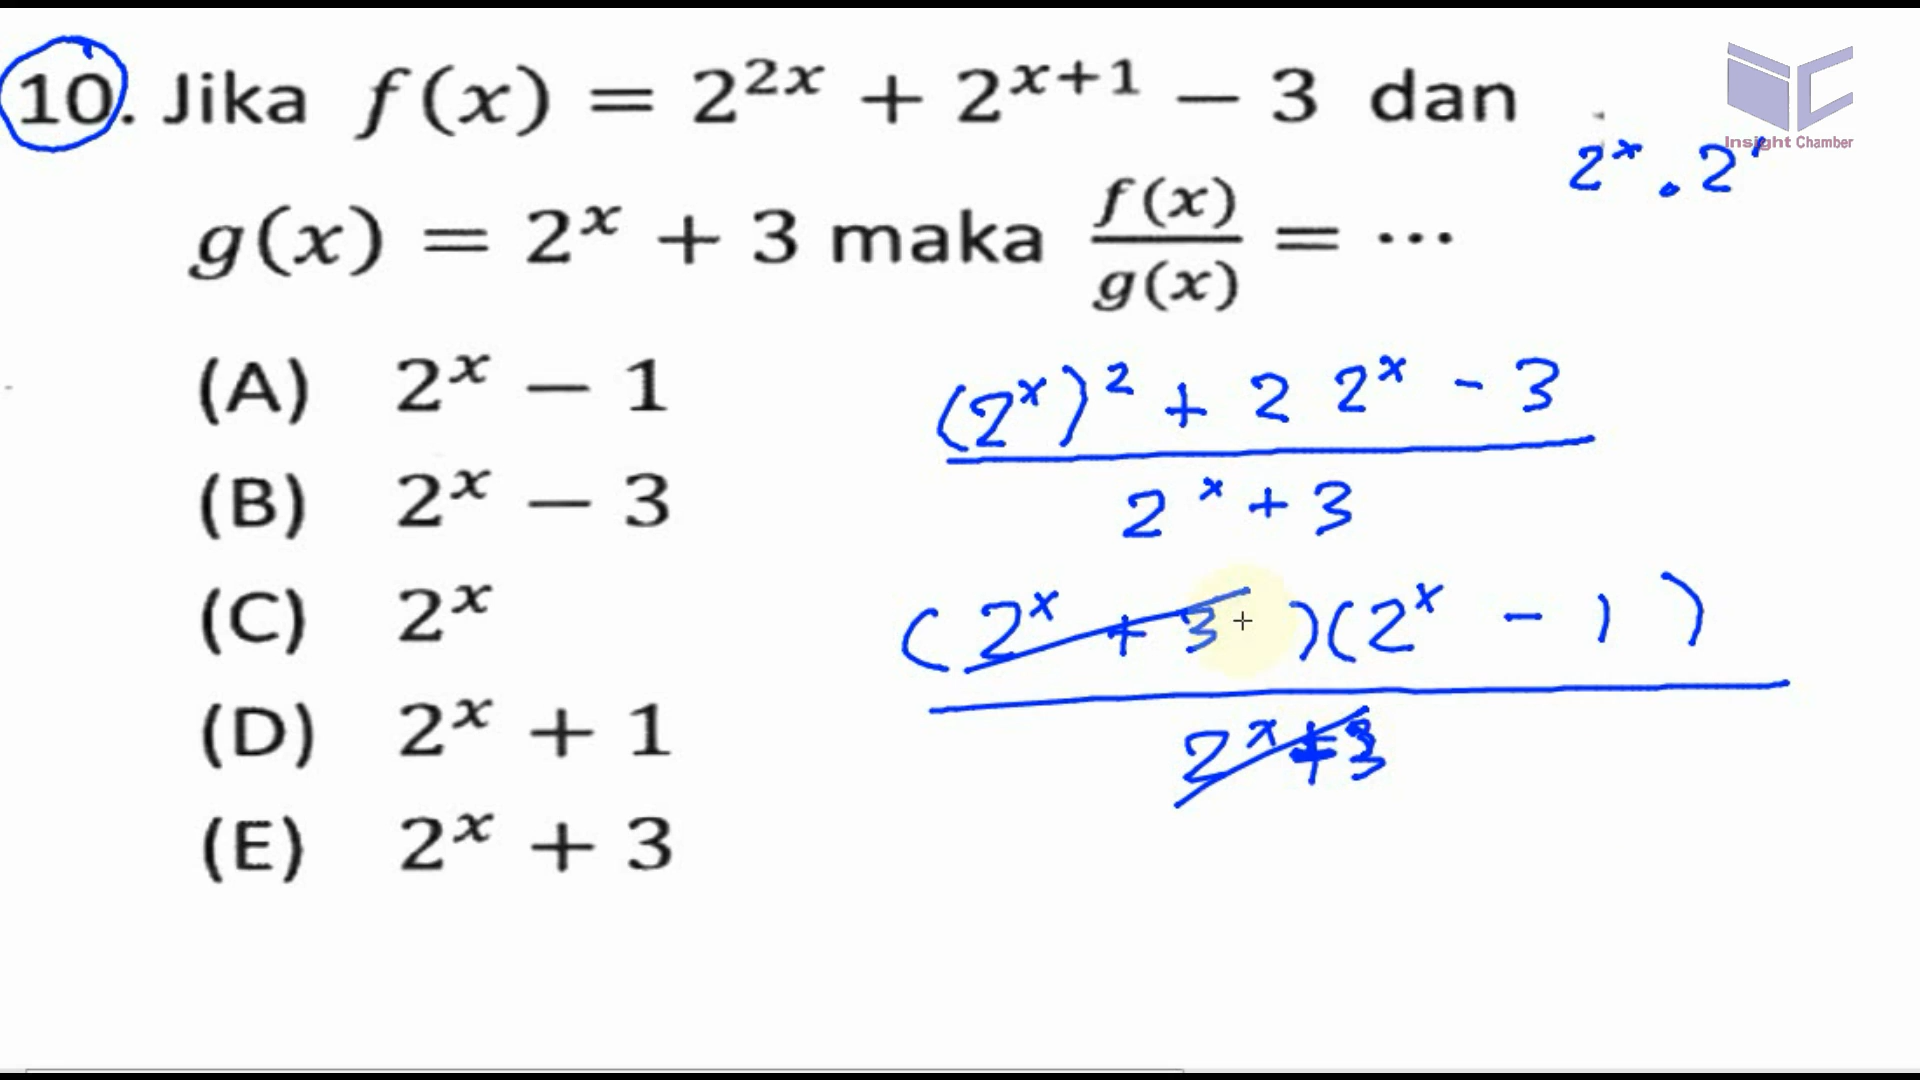 10. Jika f(x) = 2^{2x} + 2^{x+1} − 3 dan
Insight Chamber
2^x . 2^1
g(x) = 2^x + 3 maka f(x)/g(x) = ⋯
(A) 2^x − 1
(B) 2^x − 3
(C) 2^x
(D) 2^x + 1
(E) 2^x + 3
(2^x)^2 + 2 2^x - 3
2^x + 3
(2^x + 3)(2^x - 1)
2^x + 3